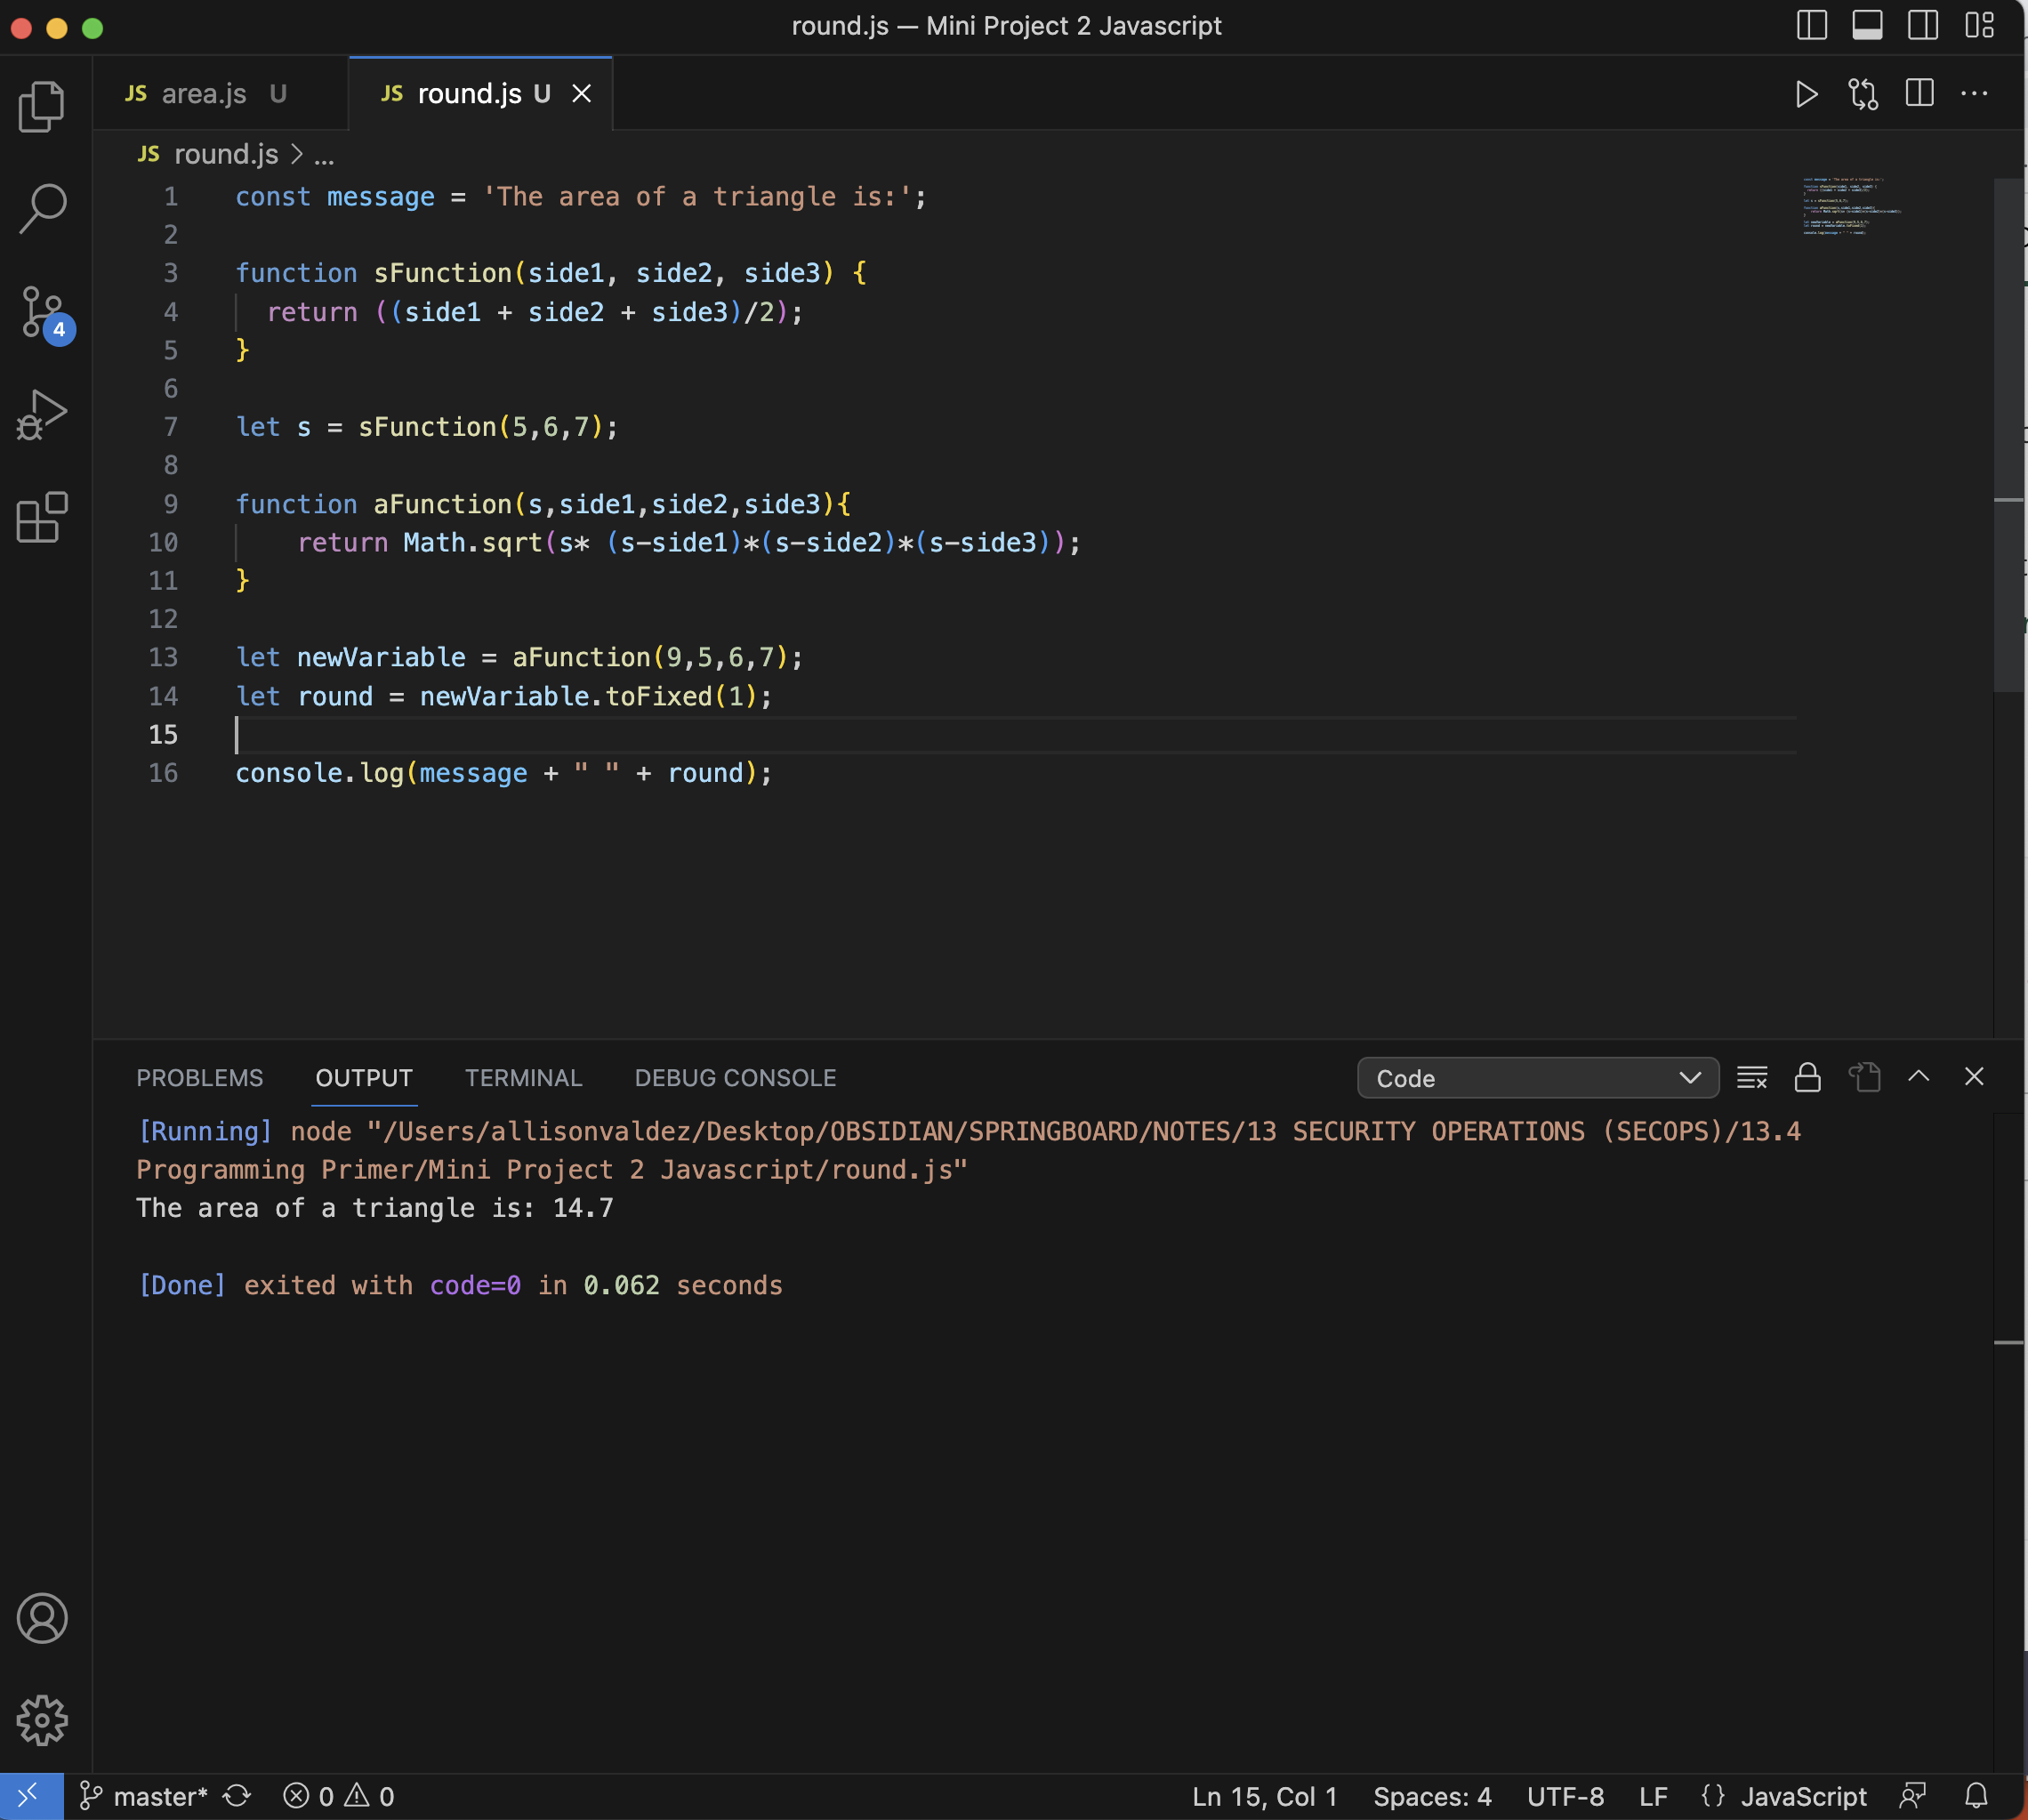 round.js — Mini Project 2 Javascript
JS area.js U JS round.js U
JS round.js > ...
1 const message = 'The area of a triangle is:';
2
3 function sFunction(side1, side2, side3) {
4 return ((side1 + side2 + side3)/2);
5 }
6
7 let s = sFunction(5,6,7);
8
9 function aFunction(s,side1,side2,side3){
10 return Math.sqrt(s* (s-side1)*(s-side2)*(s-side3));
11 }
12
13 let newVariable = aFunction(9,5,6,7);
14 let round = newVariable.toFixed(1);
15
16 console.log(message + " " + round);
4
PROBLEMS OUTPUT TERMINAL DEBUG CONSOLE Code
[Running] node "/Users/allisonvaldez/Desktop/OBSIDIAN/SPRINGBOARD/NOTES/13 SECURITY OPERATIONS (SECOPS)/13.4
Programming Primer/Mini Project 2 Javascript/round.js"
The area of a triangle is: 14.7
[Done] exited with code=0 in 0.062 seconds
master* 0 0 Ln 15, Col 1 Spaces: 4 UTF-8 LF {} JavaScript